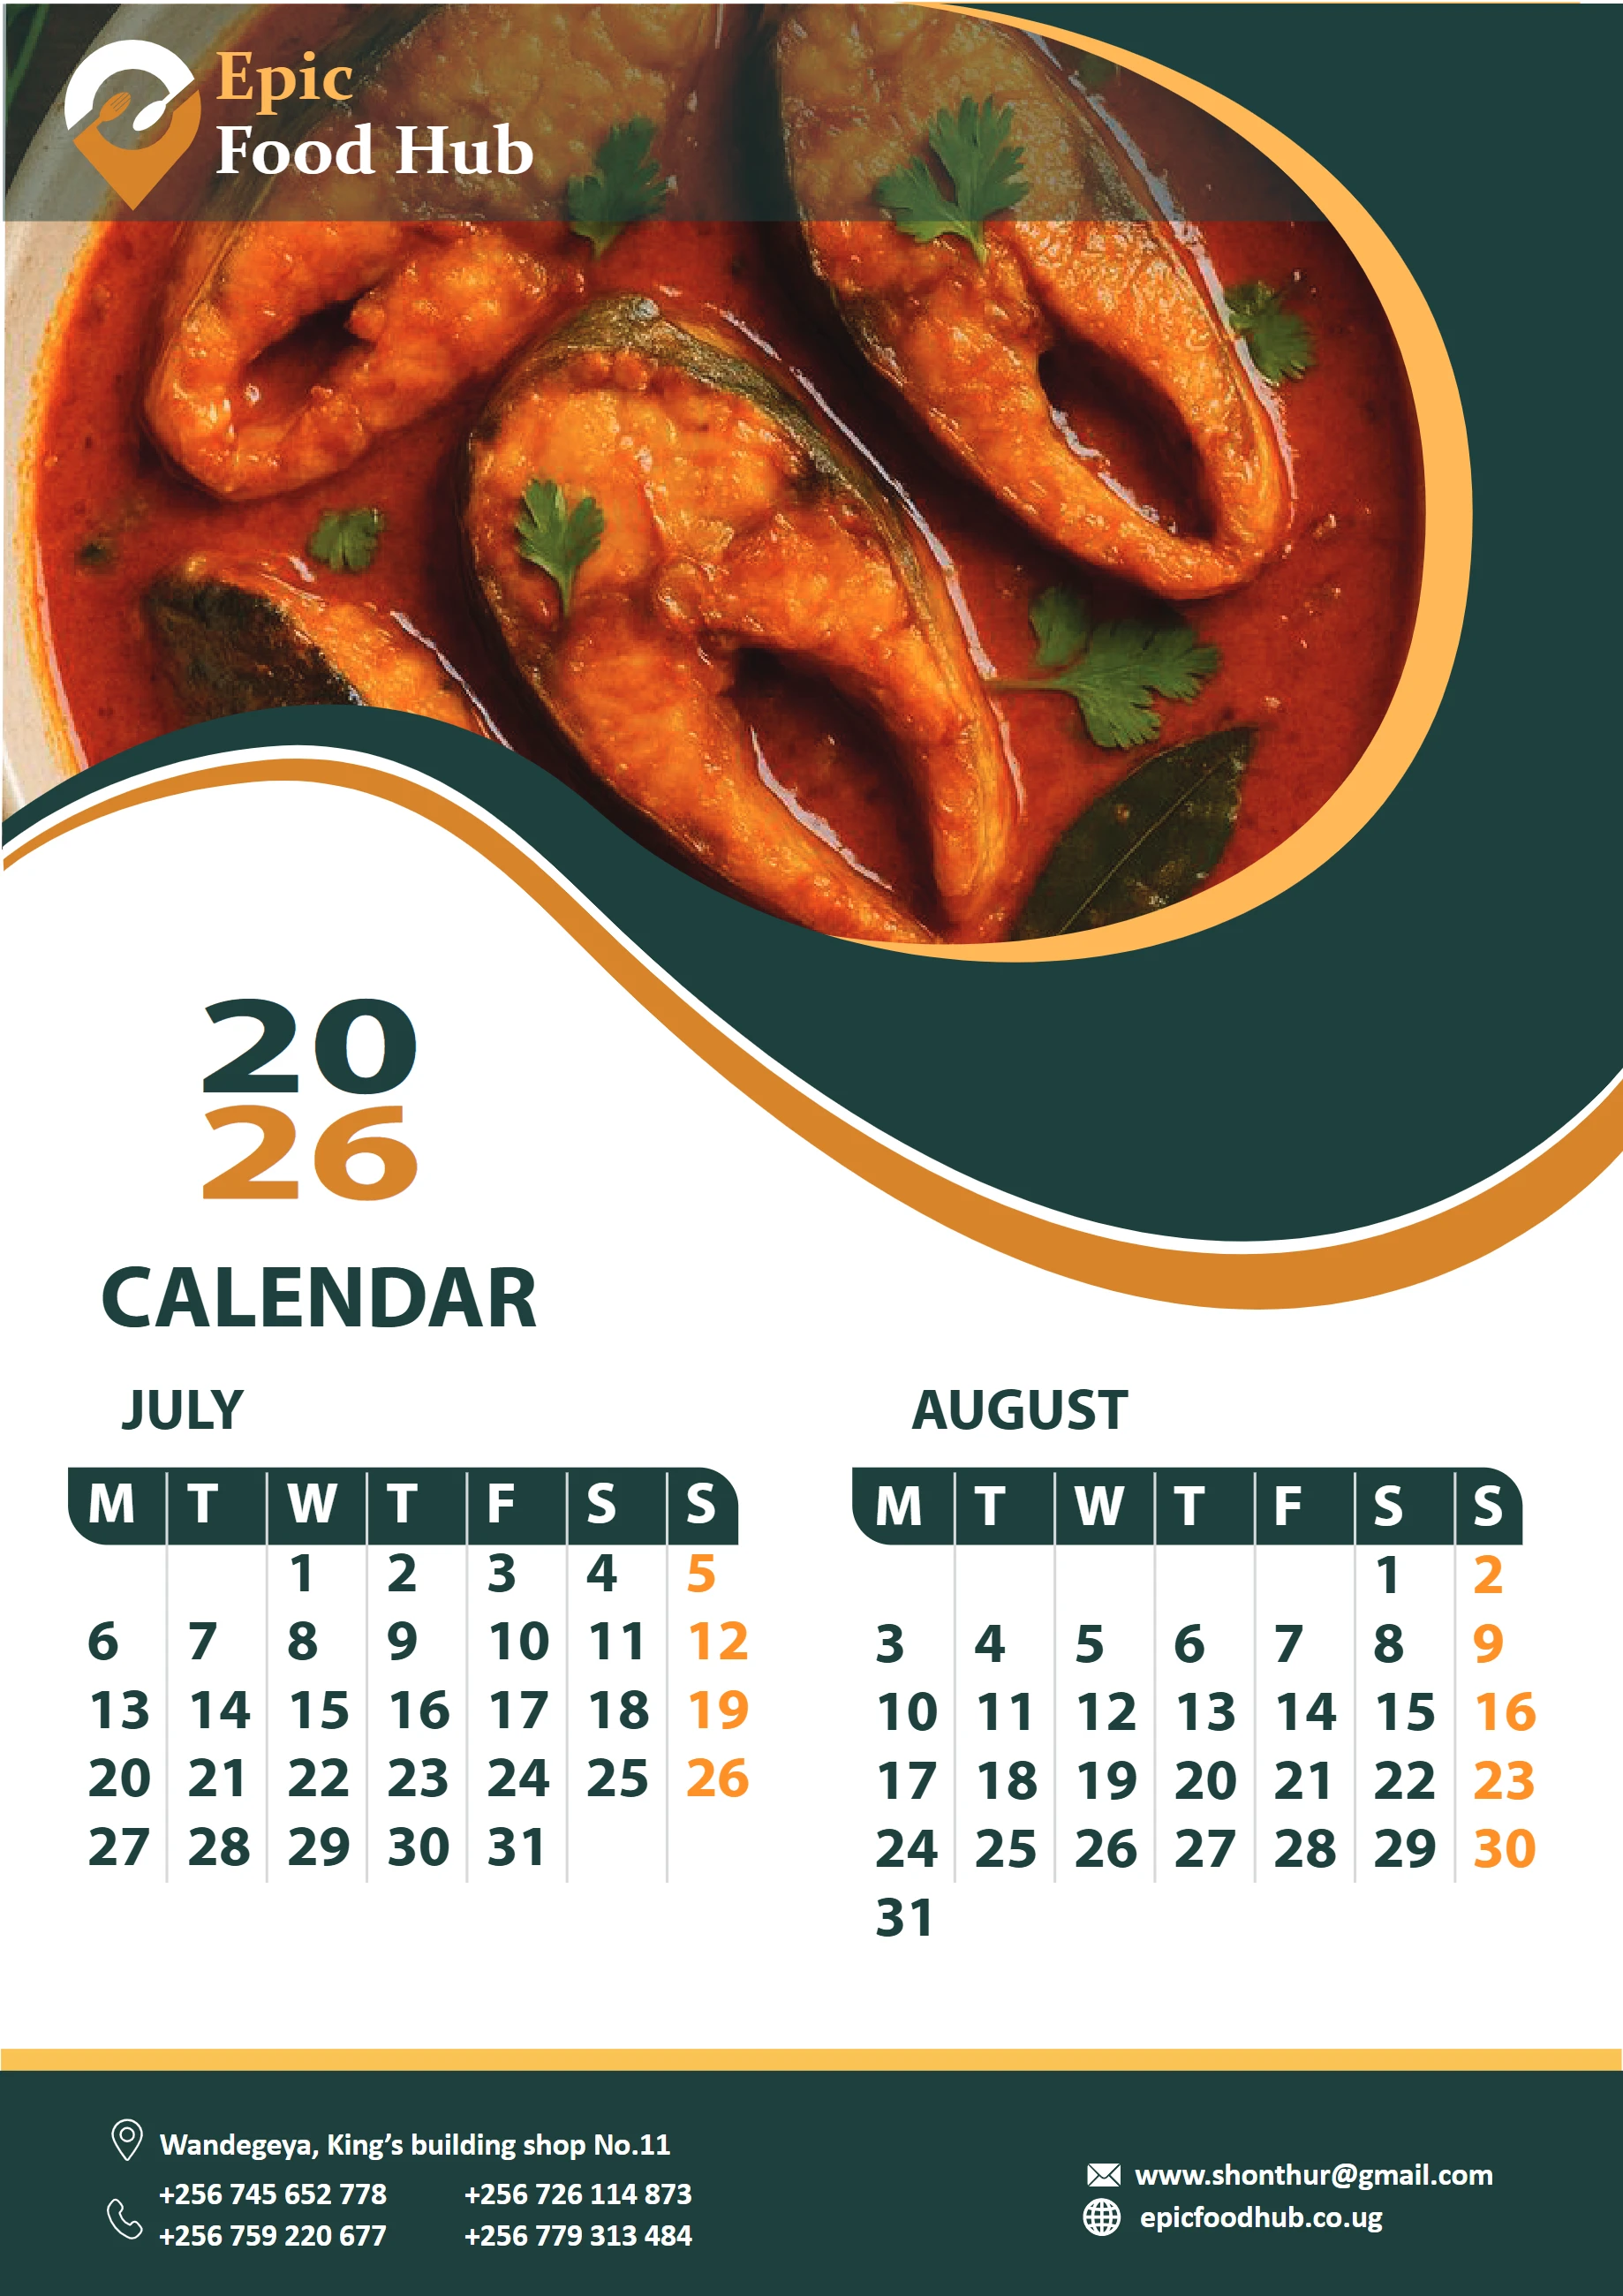 Epic
Food Hub
20
26
CALENDAR
JULY
M T W T F S S
1 2 3 4 5
6 7 8 9 10 11 12
13 14 15 16 17 18 19
20 21 22 23 24 25 26
27 28 29 30 31
AUGUST
M T W T F S S
1 2
3 4 5 6 7 8 9
10 11 12 13 14 15 16
17 18 19 20 21 22 23
24 25 26 27 28 29 30
31
Wandegeya, King’s building shop No.11
+256 745 652 778 +256 726 114 873
+256 759 220 677 +256 779 313 484
www.shonthur@gmail.com
epicfoodhub.co.ug